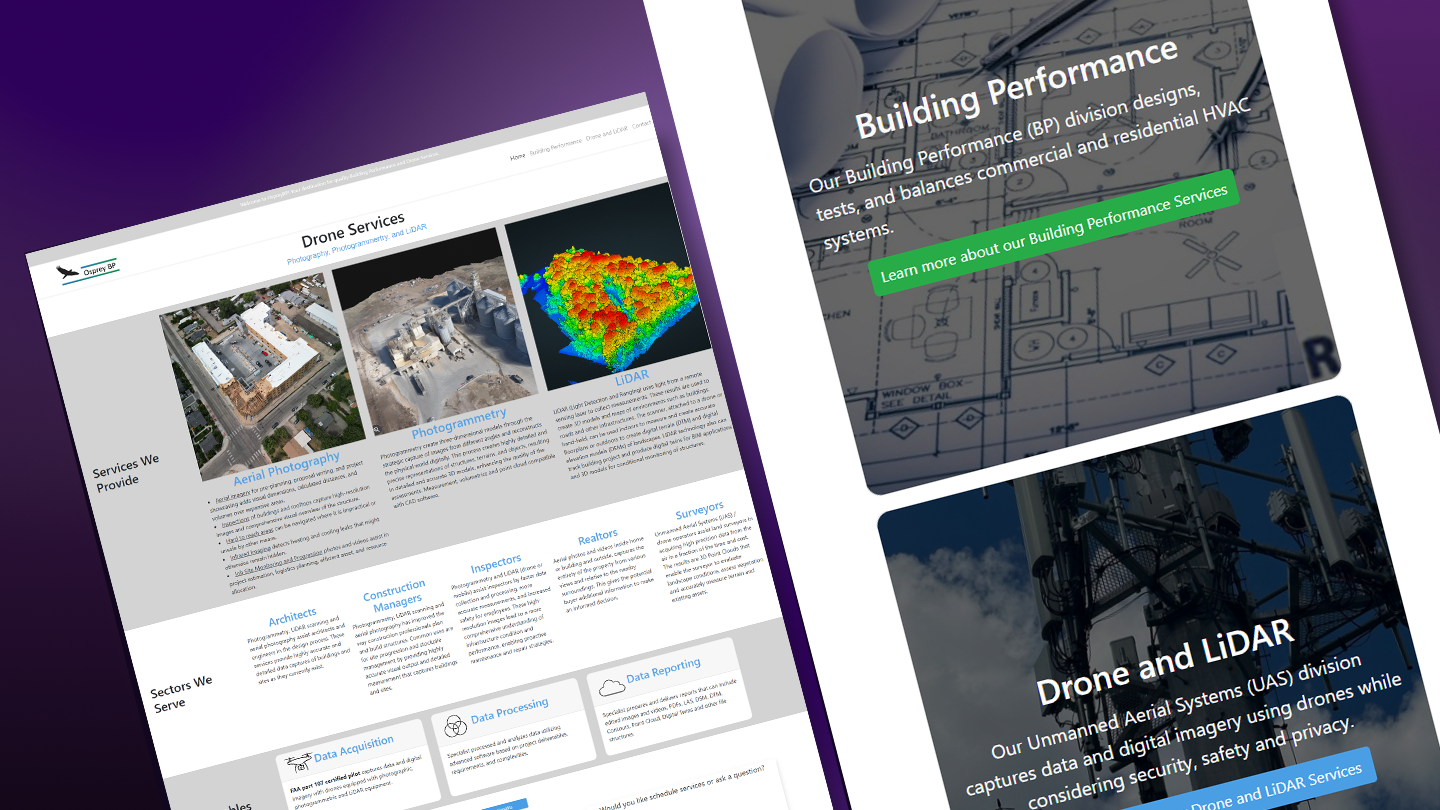 Welcome to OspreyBP. Your destination for quality Building Performance and Drone Services
Home Building Performance Drone and LiDAR Contact
Osprey BP
Drone Services
Photography, Photogrammertry, and LiDAR
Services We
Provide
Aerial Photography
• Aerial imagery for pre-planning, proposal writing, and project
showcasing adds visual dimensions, calculated distances, and
volumes over expansive areas.
• Inspections of buildings and rooftops capture high-resolution
images and comprehensive visual overview of the structure.
• Hard to reach areas can be navigated where it is impractical or
unsafe by other means.
• Infrared Imaging detects heating and cooling leaks that might
otherwise remain hidden.
• Job Site Monitoring and Progression photos and videos assist in
project estimation, logistics planning, efficient asset, and resource
allocation.
Photogrammetry
Photogrammetry create three-dimensional models through the
strategic capture of images from different angles and reconstructs
the physical world digitally. The process creates highly detailed and
precise representations of structures, terrains, and objects, resulting
in detailed and accurate 3D models, enhancing the quality of the
assessments. Measurement, volumetrics and point cloud compatible
with CAD software.
LiDAR
LiDAR (Light Detection and Ranging) uses light from a remote
sensing laser to collect measurements. These results are used to
create 3D models and maps of environments such as buildings,
roads and other infrastructures. The scanner, attached to a drone or
hand-held, can be used indoors to measure and create accurate
floorplans or outdoors to create digital terrain (DTM) and digital
elevation models (DEMs) of landscapes. LiDAR technology also can
track building project and produce digital twins for BIM applications
and 3D models for conditional monitoring of structures.
Sectors We
Serve
Architects
Photogrammetry, LiDAR scanning and
aerial photography assist architects and
engineers in the design process. These
services provide highly accurate and
detailed data captures of buildings and
sites as they currently exist.
Construction
Managers
Photogrammetry, LiDAR scanning and
aerial photography has improved the
way construction professionals plan
and build structures. Common uses are
for site progression and stockpile
management by providing highly
accurate visual output and detailed
measurement that captures buildings
and sites.
Inspectors
Photogrammetry and LiDAR (drone or
mobile) assist inspectors by faster data
collection and processing, more
accurate measurements, and increased
safety for employees. These high-
resolution images lead to a more
comprehensive understanding of
infrastructure condition and
performance, enabling proactive
maintenance and repair strategies.
Realtors
Aerial photos and videos inside home
or building and outside, captures the
entirety of the property from various
views and relative to the nearby
surroundings. This gives the potential
buyer additional information to make
an informed decision.
Surveyors
Unmanned Aerial Systems (UAS) /
drone operators assist land surveyors in
acquiring high precision data from the
air in a fraction of the time and cost.
The results are 3D Point Clouds that
enable the surveyor to evaluate
landscape conditions, assess vegetation,
and accurately measure terrain and
existing assets.
Data Acquisition
FAA part 107 certified pilot captures data and digital
imagery with drones equipped with photographic,
photogrammetric and LiDAR equipment.
Data Processing
Specialist processed and analyzes data utilizing
advanced software based on project deliverables,
requirements, and complexities.
Data Reporting
Specialist prepares and delivers reports that can include
edited images and videos, PDFs, LAS, DSM, DTM,
Contours, Point Cloud, Digital Twins and other file
structures.
Would you like schedule services or ask a question?
VERIFY
BATHROOM
Building Performance
Our Building Performance (BP) division designs,
tests, and balances commercial and residential HVAC
systems.
Learn more about our Building Performance Services
ROOM
WINDOW BOX
SEE DETAIL
R
Drone and LiDAR
Our Unmanned Aerial Systems (UAS) division
captures data and digital imagery using drones while
considering security, safety and privacy.
Drone and LiDAR Services